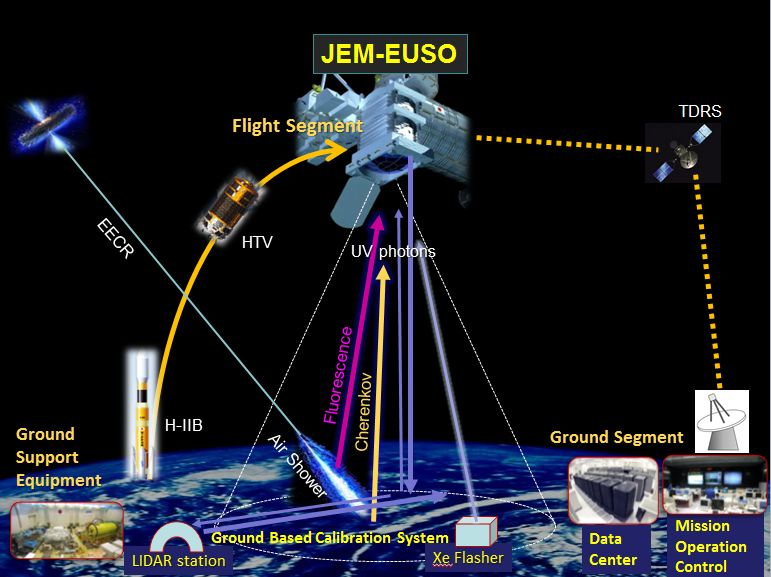 JEM-EUSO
Flight Segment
TDRS
EECR
HTV
UV photons
Fluorescence
Cherenkov
H-IIB
Air Shower
Ground
Support
Equipment
Ground Segment
Ground Based Calibration System
LIDAR station
Xe Flasher
Data
Center
Mission
Operation
Control